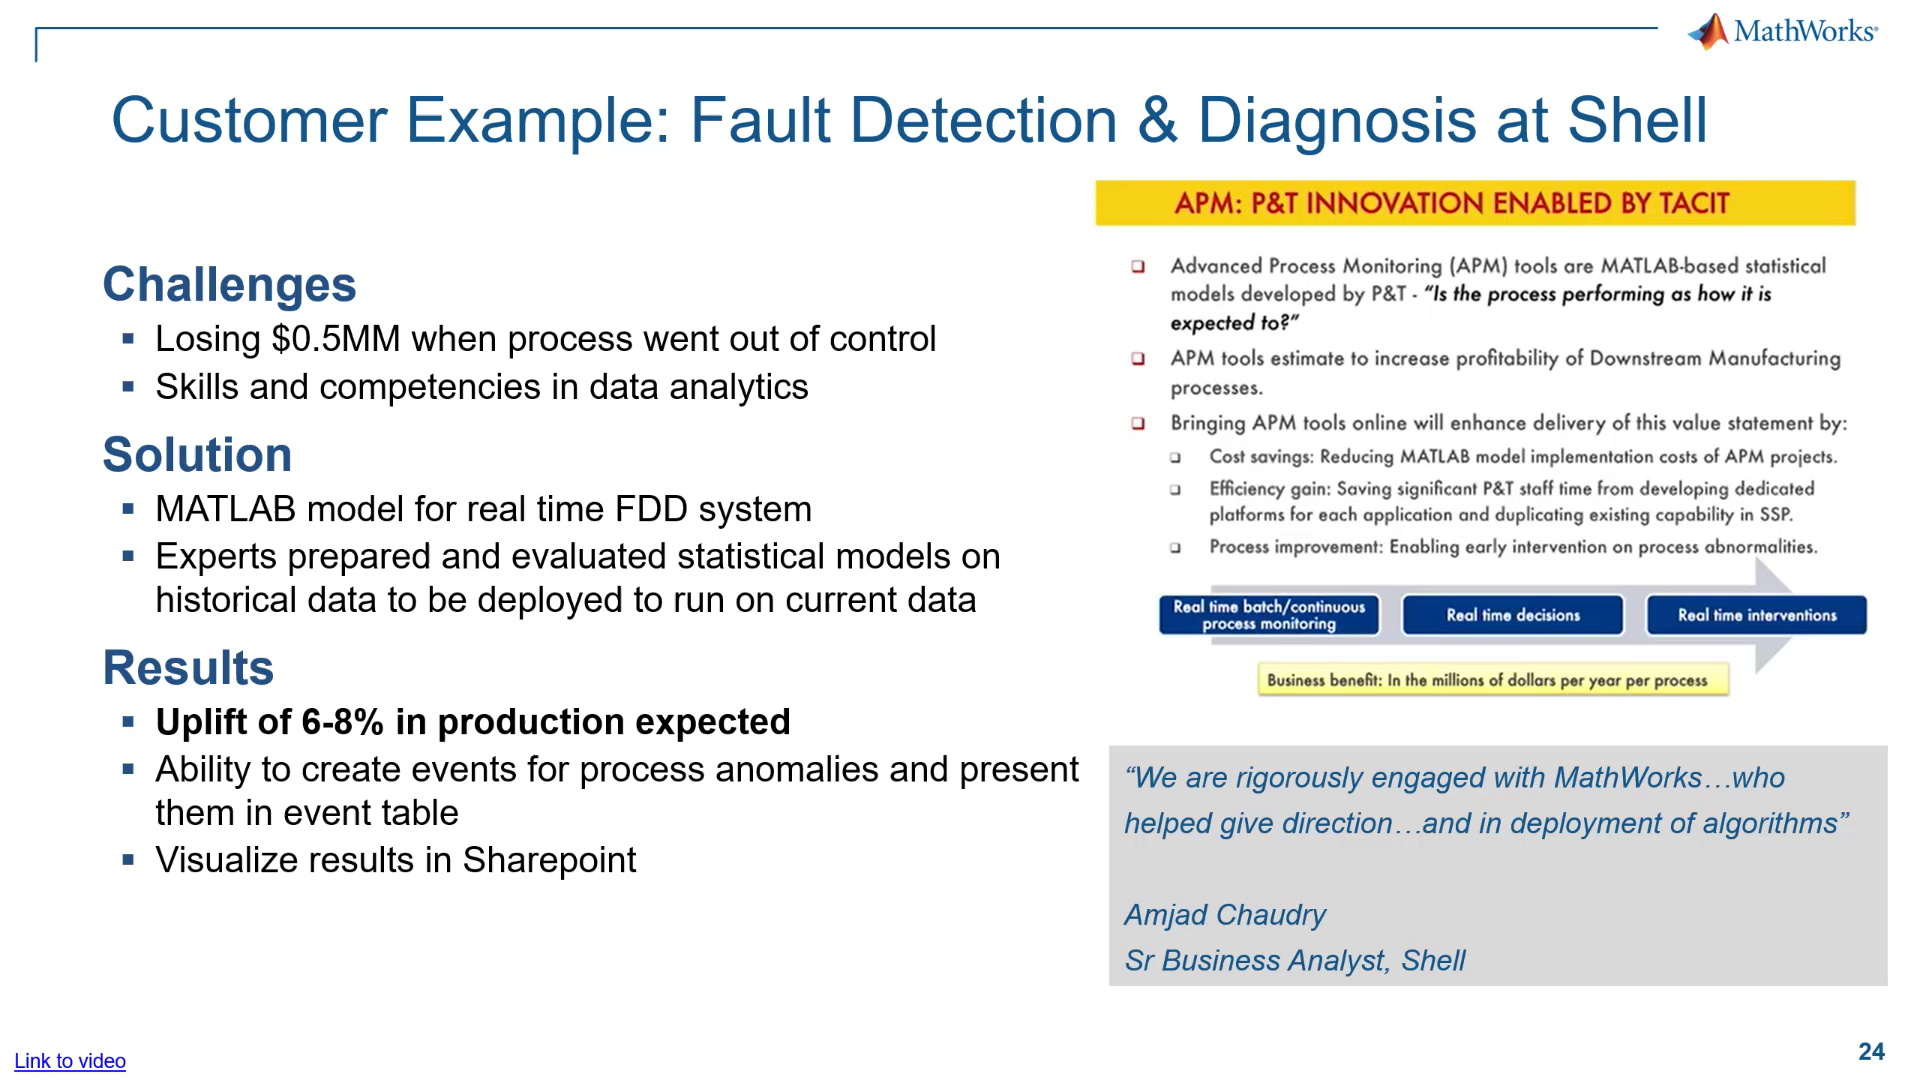 MathWorks®
Customer Example: Fault Detection & Diagnosis at Shell
Challenges
▪ Losing $0.5MM when process went out of control
▪ Skills and competencies in data analytics
Solution
▪ MATLAB model for real time FDD system
▪ Experts prepared and evaluated statistical models on
historical data to be deployed to run on current data
Results
▪ Uplift of 6-8% in production expected
▪ Ability to create events for process anomalies and present
them in event table
▪ Visualize results in Sharepoint
APM: P&T INNOVATION ENABLED BY TACIT
❑ Advanced Process Monitoring (APM) tools are MATLAB-based statistical
models developed by P&T - “Is the process performing as how it is
expected to?”
❑ APM tools estimate to increase profitability of Downstream Manufacturing
processes.
❑ Bringing APM tools online will enhance delivery of this value statement by:
❑ Cost savings: Reducing MATLAB model implementation costs of APM projects.
❑ Efficiency gain: Saving significant P&T staff time from developing dedicated
platforms for each application and duplicating existing capability in SSP.
❑ Process improvement: Enabling early intervention on process abnormalities.
Real time batch/continuous
process monitoring
Real time decisions
Real time interventions
Business benefit: In the millions of dollars per year per process
“We are rigorously engaged with MathWorks…who
helped give direction…and in deployment of algorithms”
Amjad Chaudry
Sr Business Analyst, Shell
Link to video
24